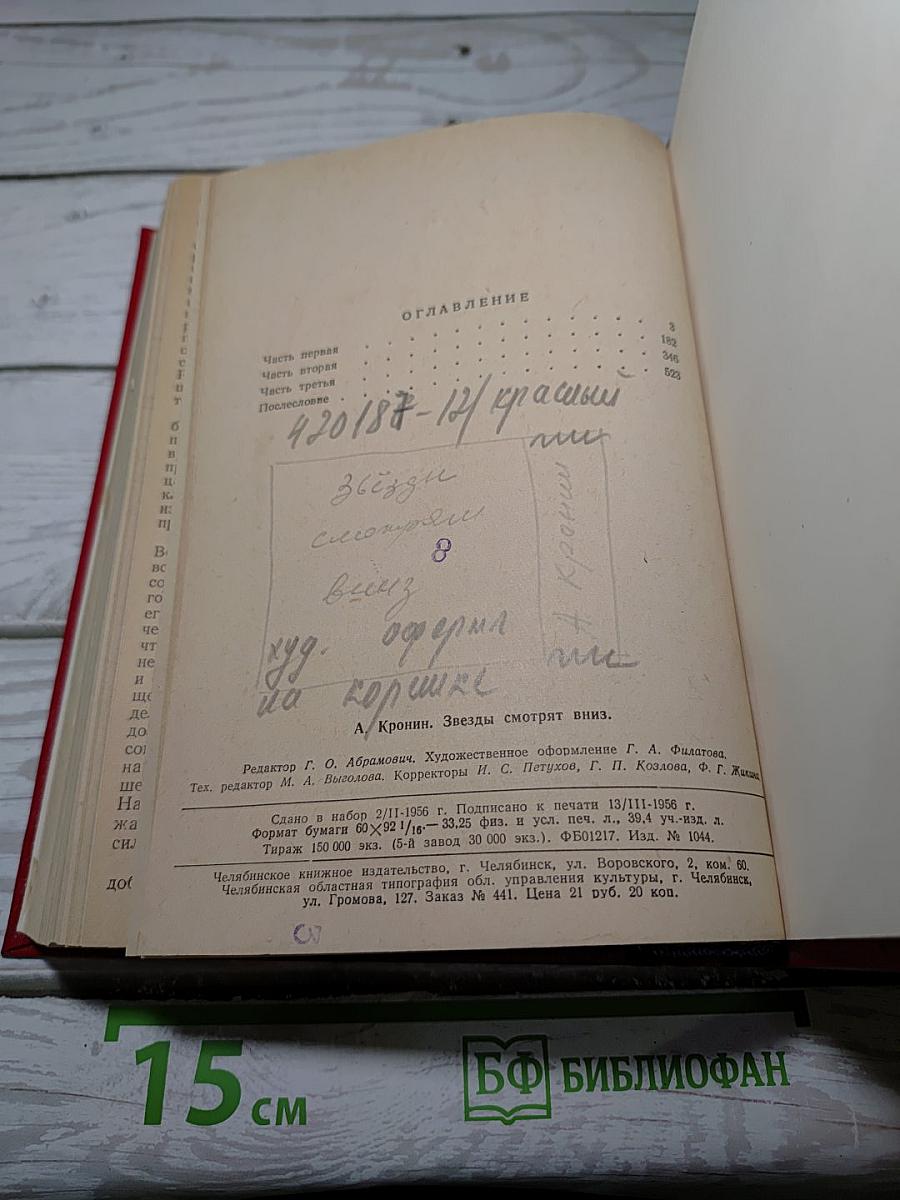 ОГЛАВЛЕНИЕ
Часть первая . . . . . . . . . . 3
Часть вторая . . . . . . . . . . 182
Часть третья . . . . . . . . . . 346
Послесловие . . . . . . . . . . 523
420187-12/ красный
Звёзды
смотрят
8
вниз
А Кронин
худ. оформл
на корешке
А. Кронин. Звезды смотрят вниз.
Редактор Г. О. Абрамович. Художественное оформление Г. А. Филатова.
Тех. редактор М. А. Выголова. Корректоры И. С. Петухов, Г. П. Козлова, Ф. Г.
Сдано в набор 2/II-1956 г. Подписано к печати 13/III-1956 г.
Формат бумаги 60×92 1/16.— 33,25 физ. и усл. печ. л., 39,4 уч.-изд. л.
Тираж 150 000 экз. (5-й завод 30 000 экз.). ФБ01217. Изд. № 1044.
Челябинское книжное издательство, г. Челябинск, ул. Воровского, 2, ком. 60.
Челябинская областная типография обл. управления культуры, г. Челябинск,
ул. Громова, 127. Заказ № 441. Цена 21 руб. 20 коп.
15 см
БФ БИБЛИОФАН